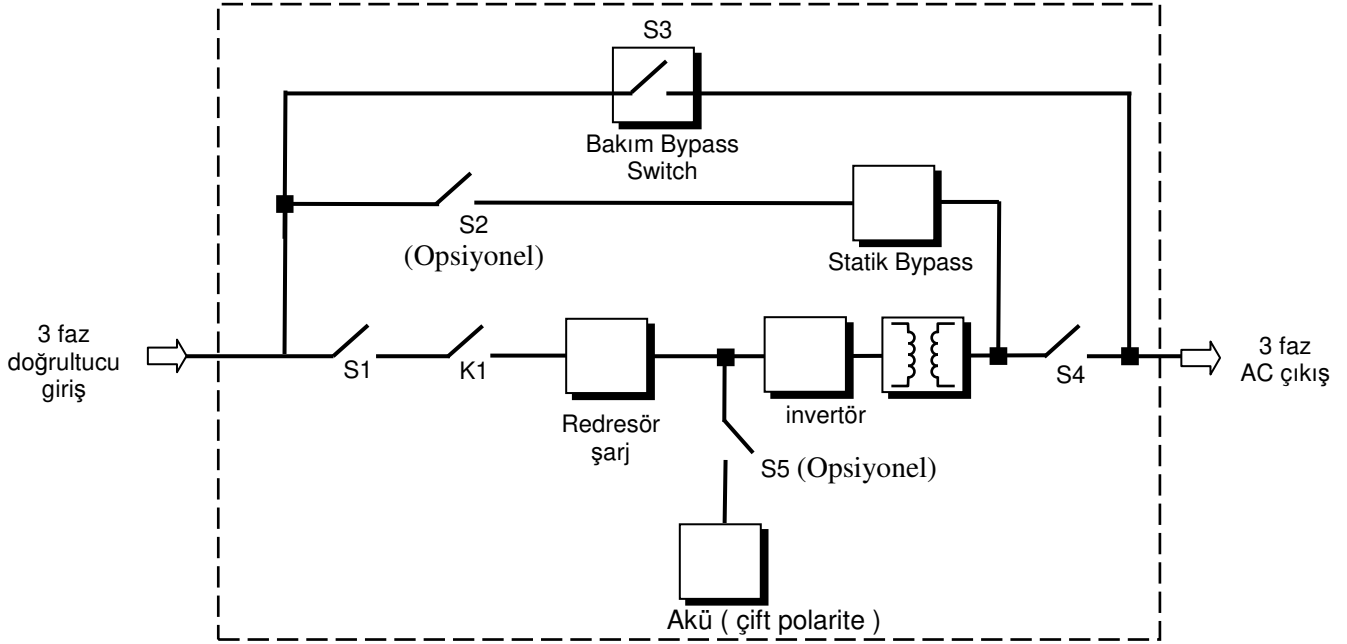 S3
Bakım Bypass
Switch
S2
(Opsiyonel)
Statik Bypass
3 faz
doğrultucu
giriş
S1
K1
Redresör
şarj
invertör
S4
3 faz
AC çıkış
S5 (Opsiyonel)
Akü ( çift polarite )